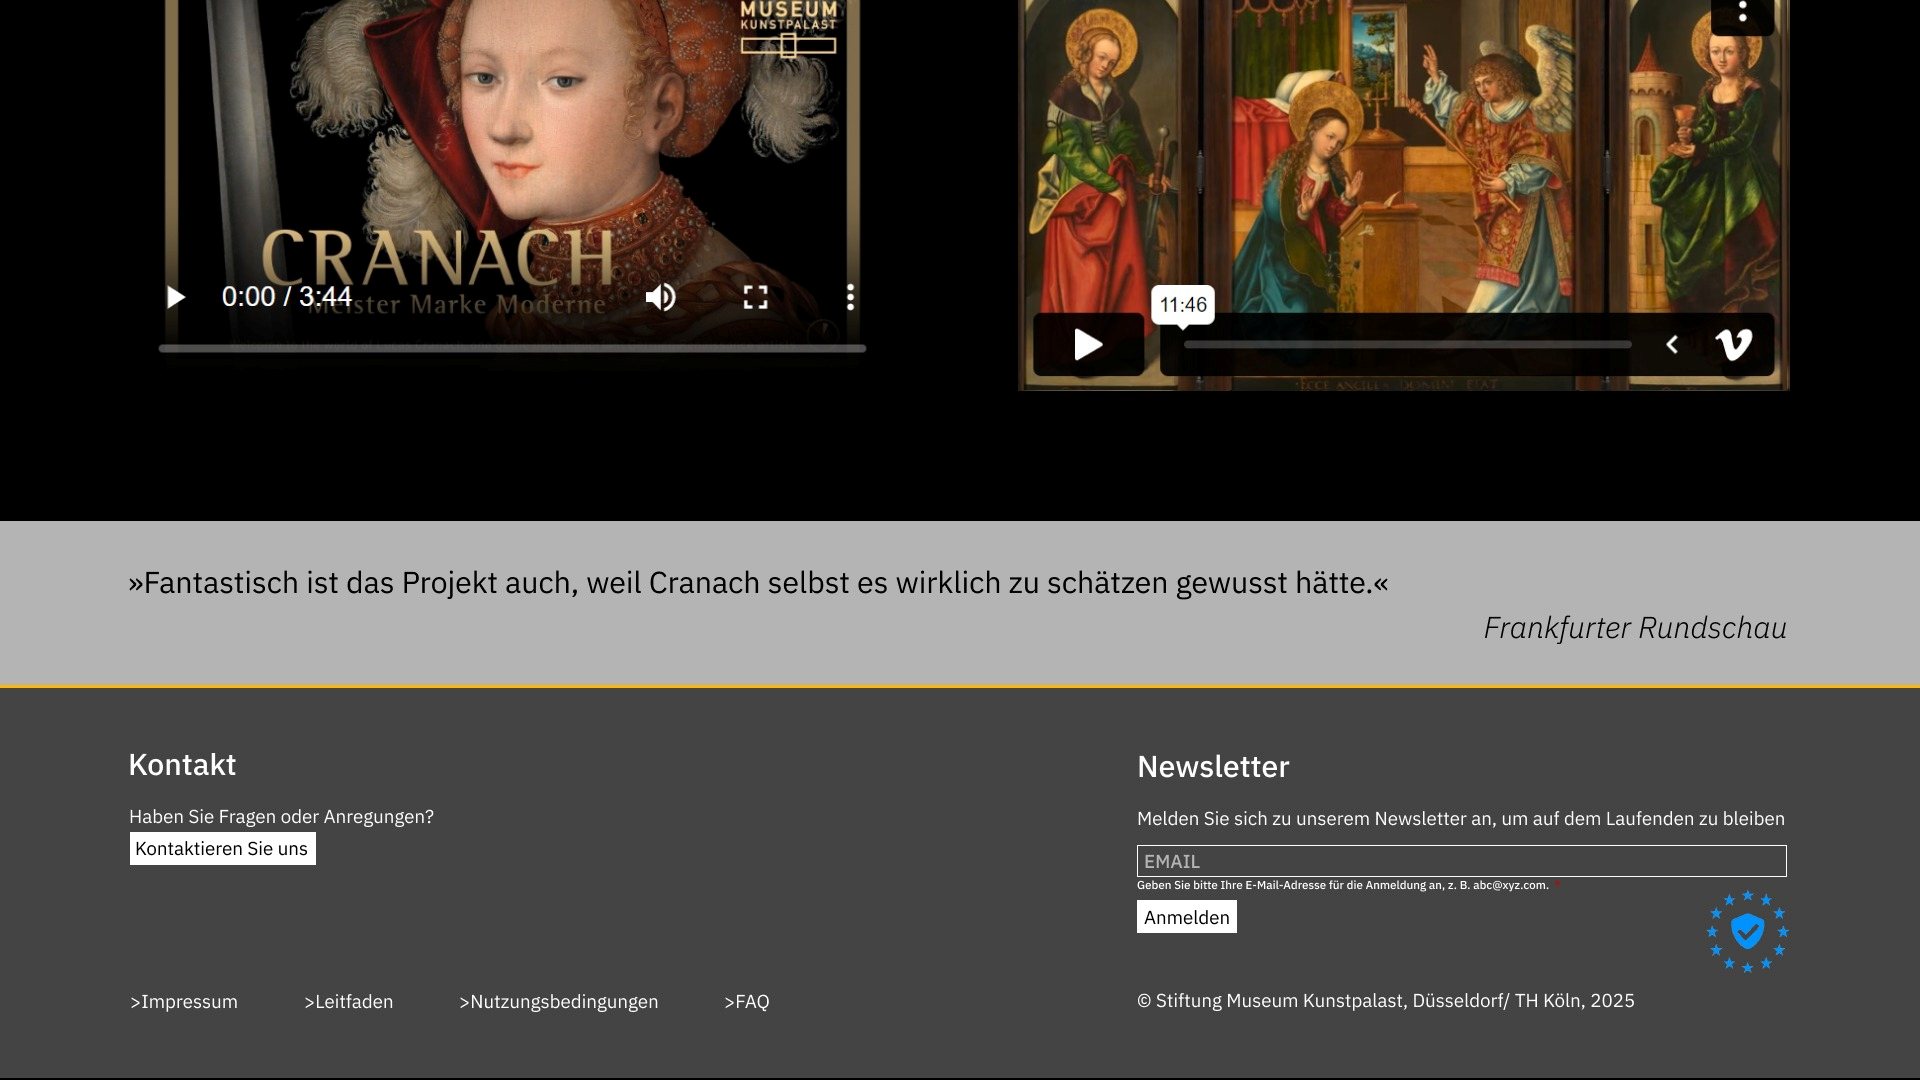 MUSEUM
KUNSTPALAST
CRANACH
Meister Marke Moderne
0:00 / 3:44
11:46
ECCE ANCILLA DOMINI FIAT
»Fantastisch ist das Projekt auch, weil Cranach selbst es wirklich zu schätzen gewusst hätte.«
Frankfurter Rundschau
Kontakt
Haben Sie Fragen oder Anregungen?
Kontaktieren Sie uns
Newsletter
Melden Sie sich zu unserem Newsletter an, um auf dem Laufenden zu bleiben
EMAIL
Geben Sie bitte Ihre E-Mail-Adresse für die Anmeldung an, z. B. abc@xyz.com. *
Anmelden
>Impressum
>Leitfaden
>Nutzungsbedingungen
>FAQ
© Stiftung Museum Kunstpalast, Düsseldorf/ TH Köln, 2025